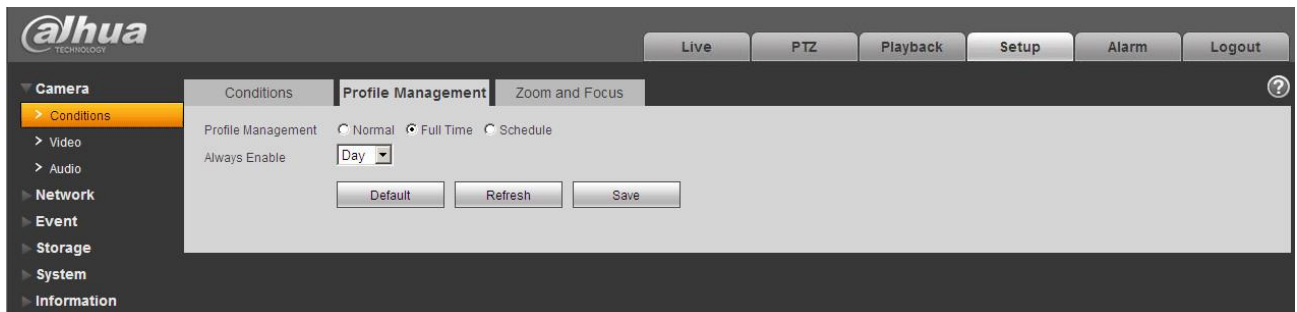 alhua
TECHNOLOGY
Live PTZ Playback Setup Alarm Logout
Camera
> Conditions
> Video
> Audio
Network
Event
Storage
System
Information
Conditions Profile Management Zoom and Focus
?
Profile Management Normal Full Time Schedule
Always Enable Day
Default Refresh Save